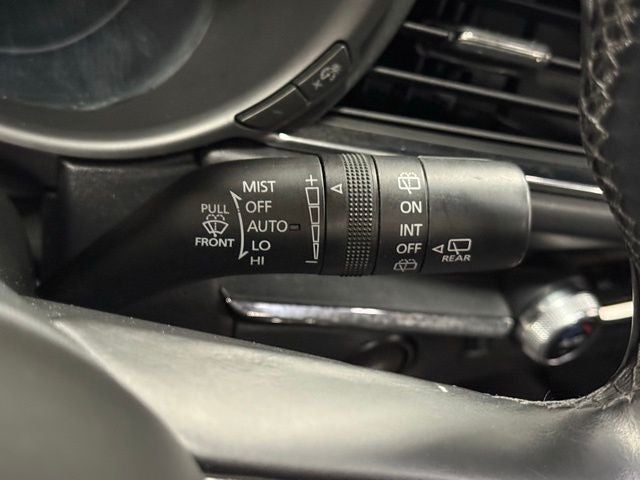 MIST
OFF
AUTO
LO
HI
PULL
FRONT
+
−
ON
INT
OFF
REAR